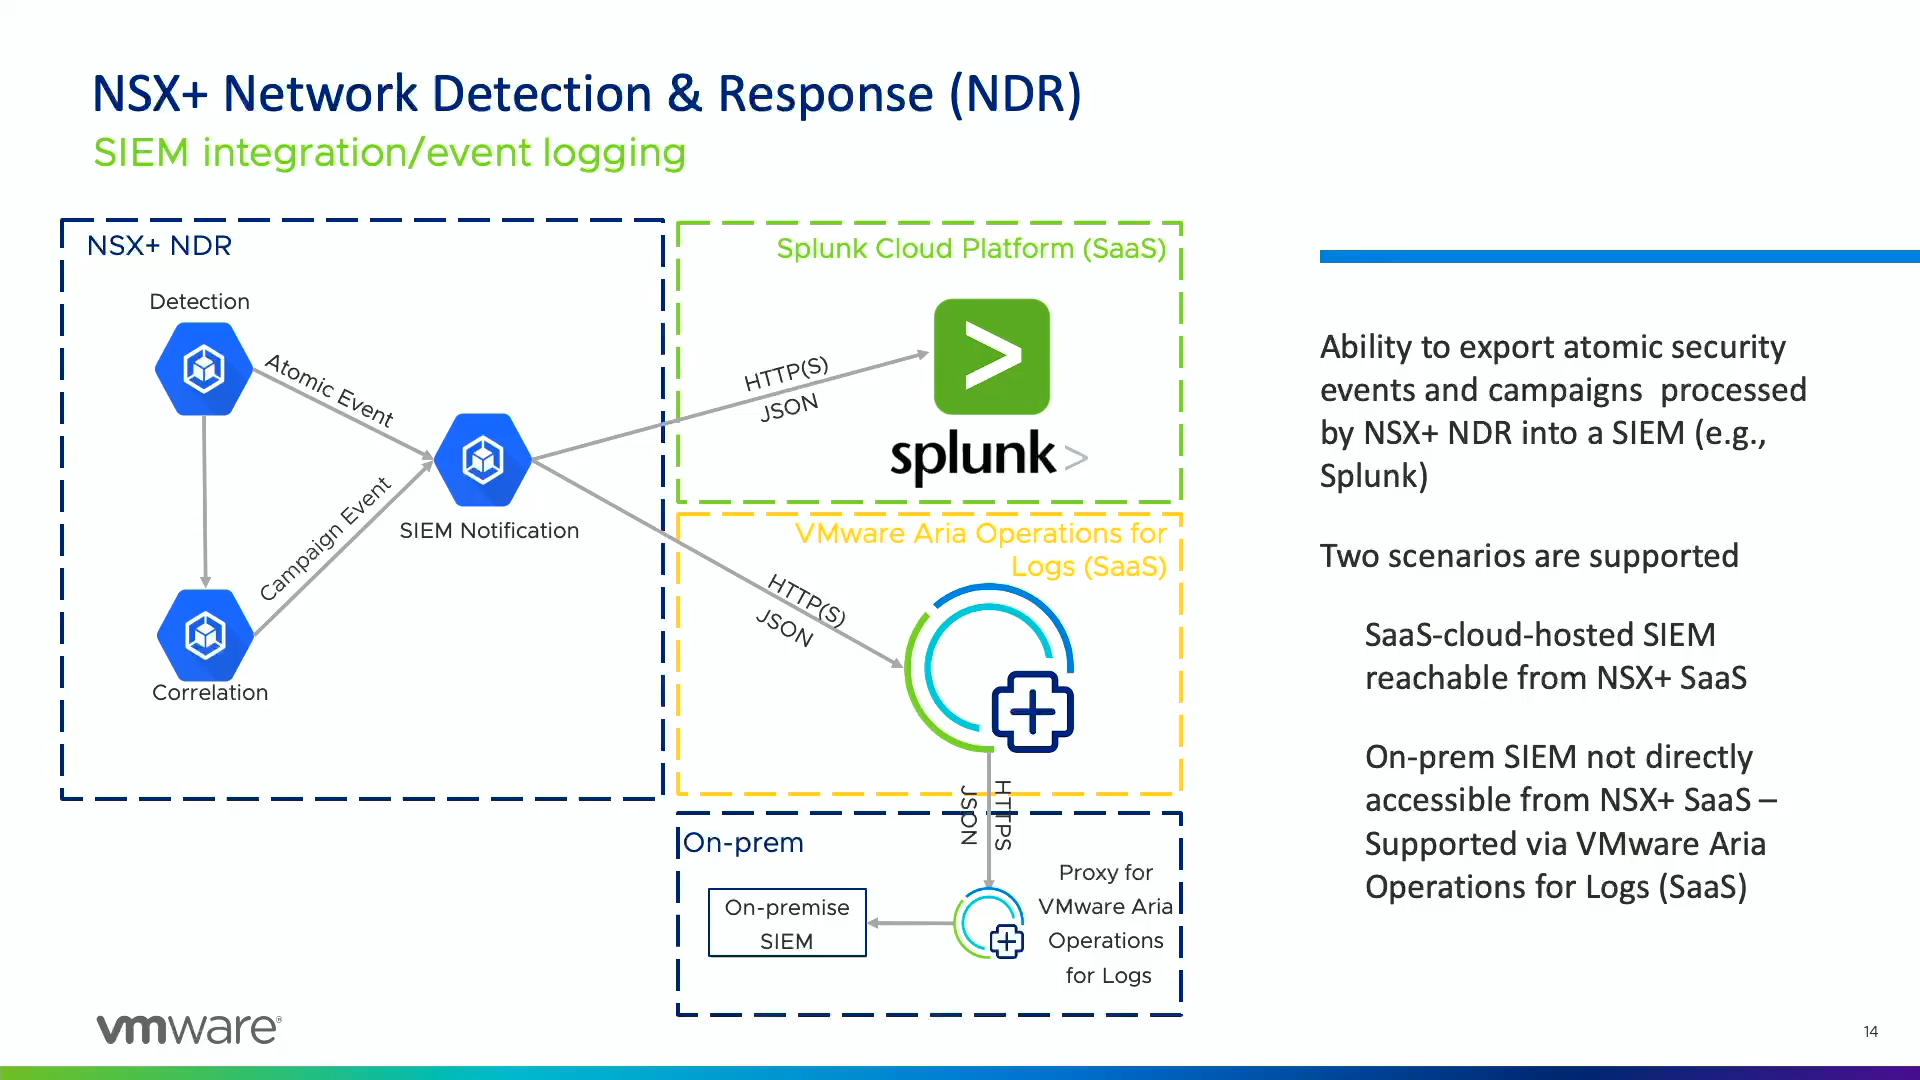 NSX+ Network Detection & Response (NDR)
SIEM integration/event logging
NSX+ NDR
Detection
Atomic Event
Campaign Event
SIEM Notification
Correlation
HTTP(S)
JSON
Splunk Cloud Platform (SaaS)
splunk>
VMware Aria Operations for
Logs (SaaS)
HTTP(S)
JSON
HTTPS
JSON
On-prem
On-premise
SIEM
Proxy for
VMware Aria
Operations
for Logs
Ability to export atomic security
events and campaigns  processed
by NSX+ NDR into a SIEM (e.g.,
Splunk)
Two scenarios are supported
SaaS-cloud-hosted SIEM
reachable from NSX+ SaaS
On-prem SIEM not directly
accessible from NSX+ SaaS –
Supported via VMware Aria
Operations for Logs (SaaS)
vmware®
14